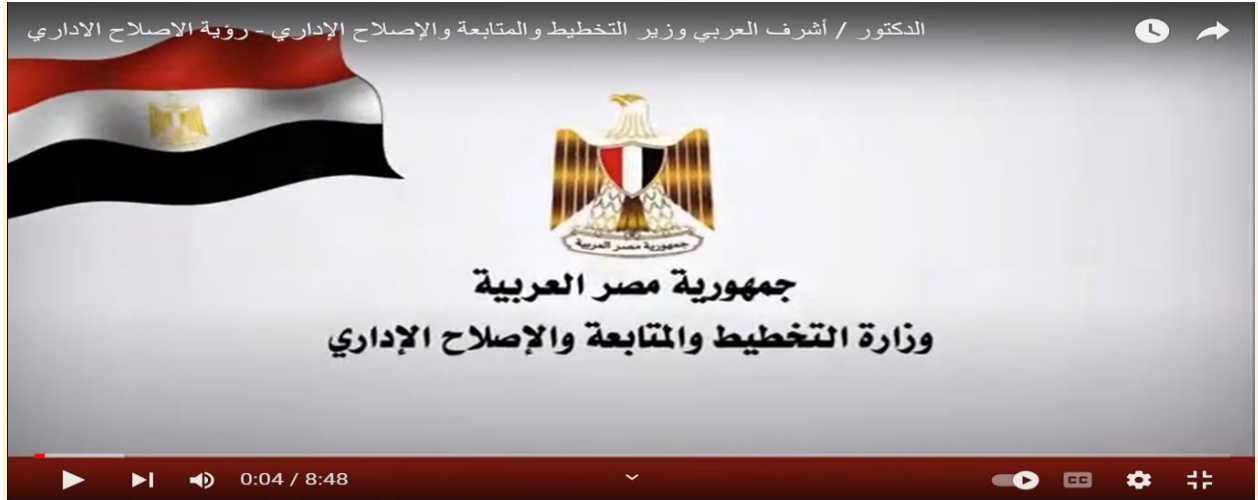 الدكتور / أشرف العربي وزير التخطيط والمتابعة والإصلاح الإداري - رؤية الاصلاح الاداري
جمهورية مصر العربية
جمهورية مصر العربية
وزارة التخطيط والمتابعة والإصلاح الإداري
0:04 / 8:48
CC